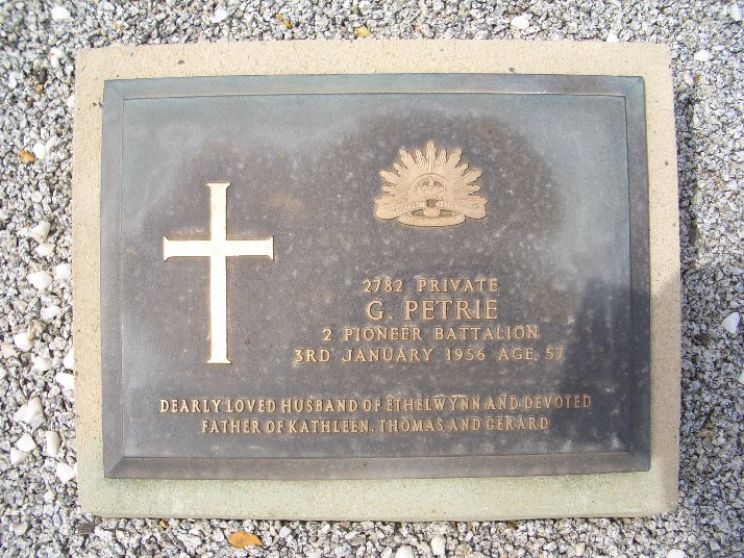 2782 PRIVATE
G. PETRIE
2 PIONEER BATTALION
3RD JANUARY 1956 AGE 57
DEARLY LOVED HUSBAND OF ETHELWYNN AND DEVOTED
FATHER OF KATHLEEN, THOMAS AND GERARD